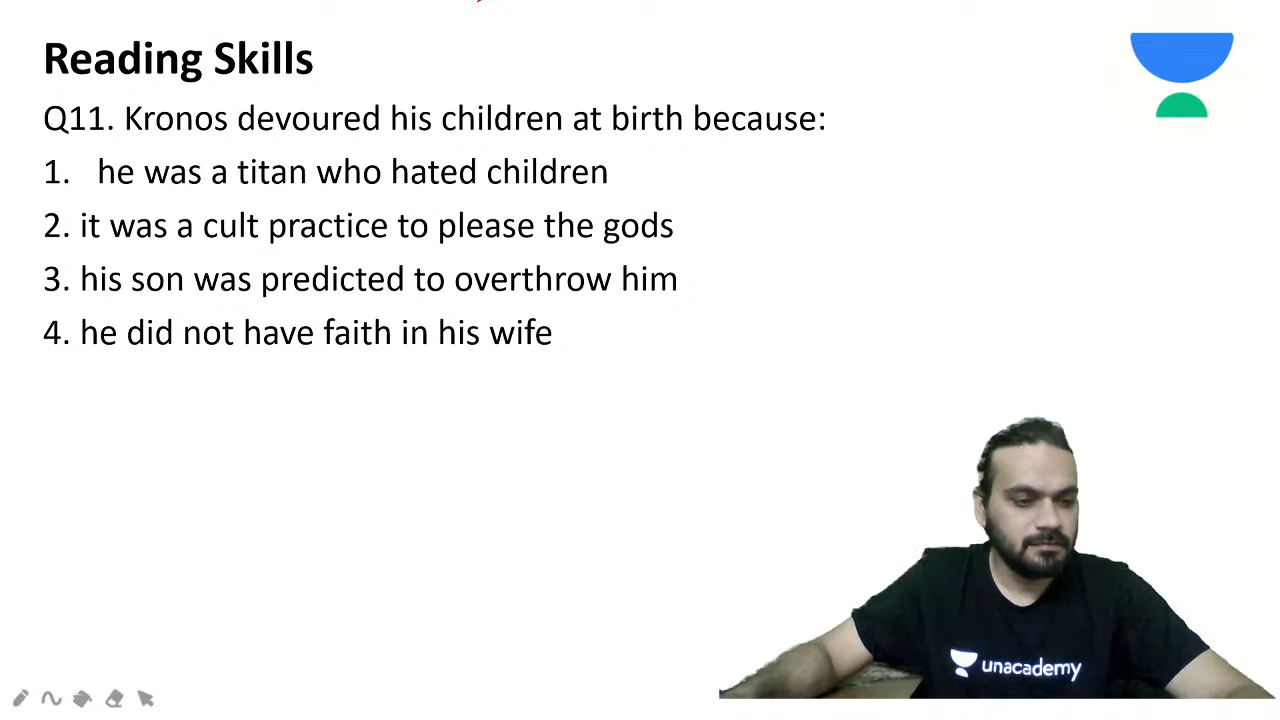 Reading Skills
Q11. Kronos devoured his children at birth because:
1. he was a titan who hated children
2. it was a cult practice to please the gods
3. his son was predicted to overthrow him
4. he did not have faith in his wife
unacademy